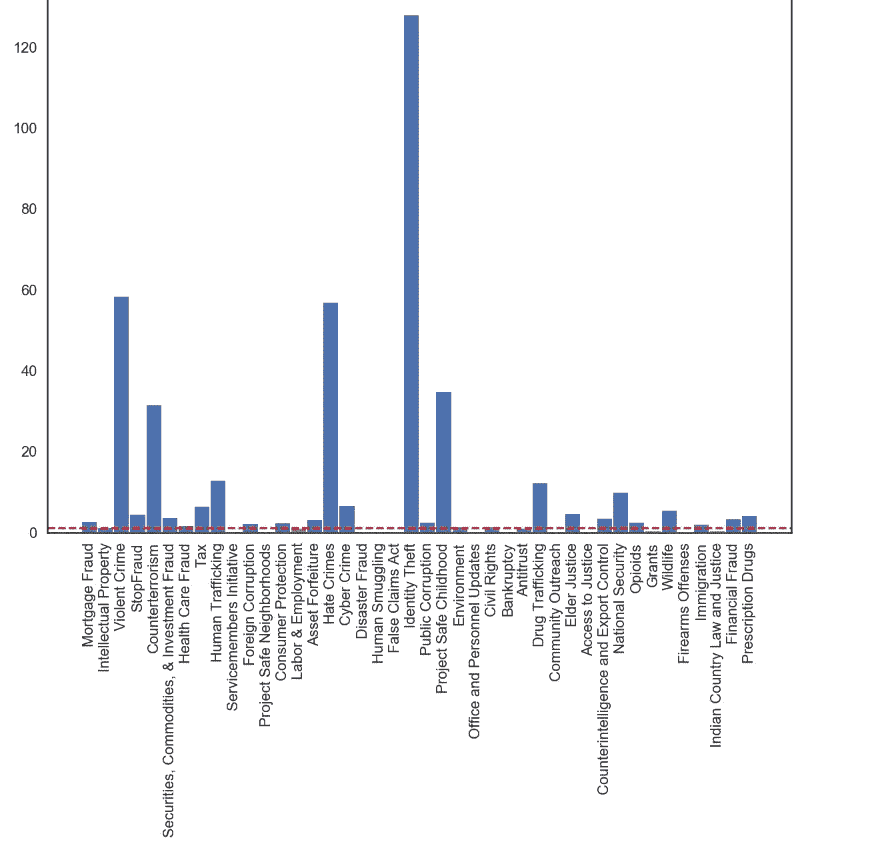 120
100
80
60
40
20
0
Mortgage Fraud
Intellectual Property
Violent Crime
StopFraud
Counterterrorism
Securities, Commodities, & Investment Fraud
Health Care Fraud
Tax
Human Trafficking
Servicemembers Initiative
Foreign Corruption
Project Safe Neighborhoods
Consumer Protection
Labor & Employment
Asset Forfeiture
Hate Crimes
Cyber Crime
Disaster Fraud
Human Smuggling
False Claims Act
Identity Theft
Public Corruption
Project Safe Childhood
Environment
Office and Personnel Updates
Civil Rights
Bankruptcy
Antitrust
Drug Trafficking
Community Outreach
Elder Justice
Access to Justice
Counterintelligence and Export Control
National Security
Opioids
Grants
Wildlife
Firearms Offenses
Immigration
Indian Country Law and Justice
Financial Fraud
Prescription Drugs